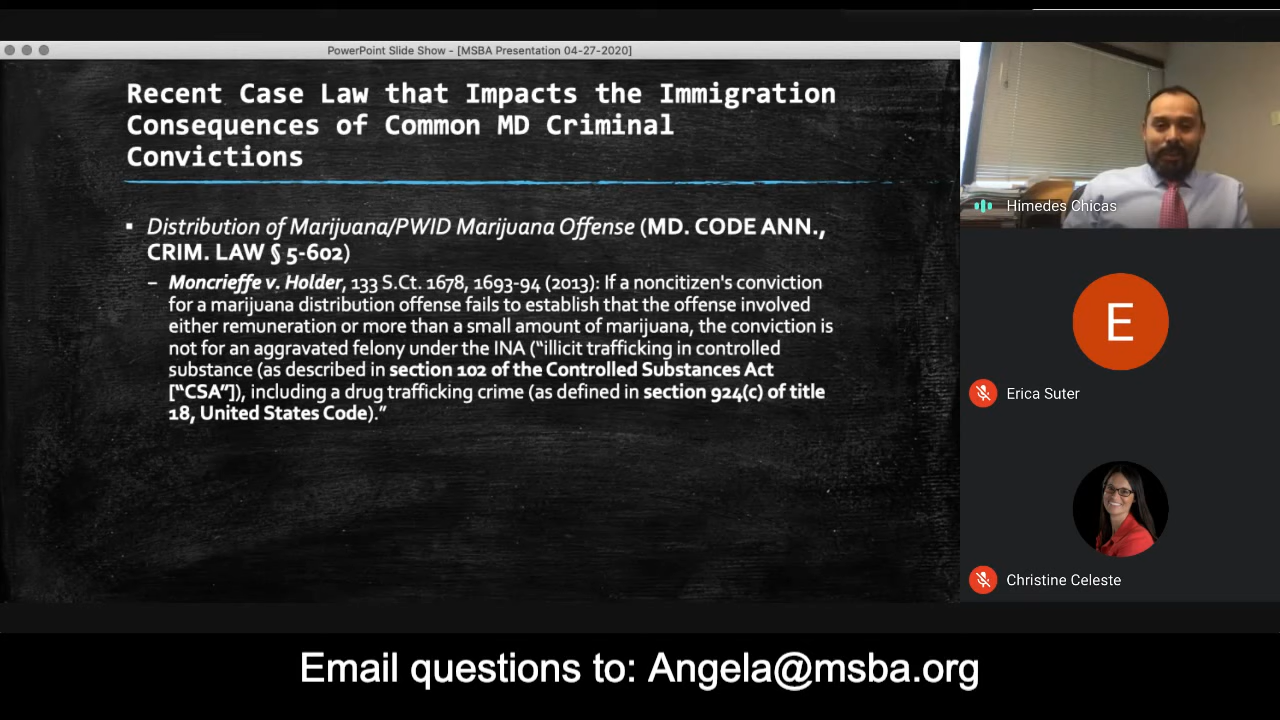 PowerPoint Slide Show - [MSBA Presentation 04-27-2020]
Recent Case Law that Impacts the Immigration
Consequences of Common MD Criminal
Convictions
▪ Distribution of Marijuana/PWID Marijuana Offense (MD. CODE ANN.,
CRIM. LAW § 5-602)
– Moncrieffe v. Holder, 133 S.Ct. 1678, 1693-94 (2013): If a noncitizen's conviction
for a marijuana distribution offense fails to establish that the offense involved
either remuneration or more than a small amount of marijuana, the conviction is
not for an aggravated felony under the INA (“illicit trafficking in controlled
substance (as described in section 102 of the Controlled Substances Act
[“CSA”]), including a drug trafficking crime (as defined in section 924(c) of title
18, United States Code).”
Himedes Chicas
E
Erica Suter
Christine Celeste
Email questions to: Angela@msba.org